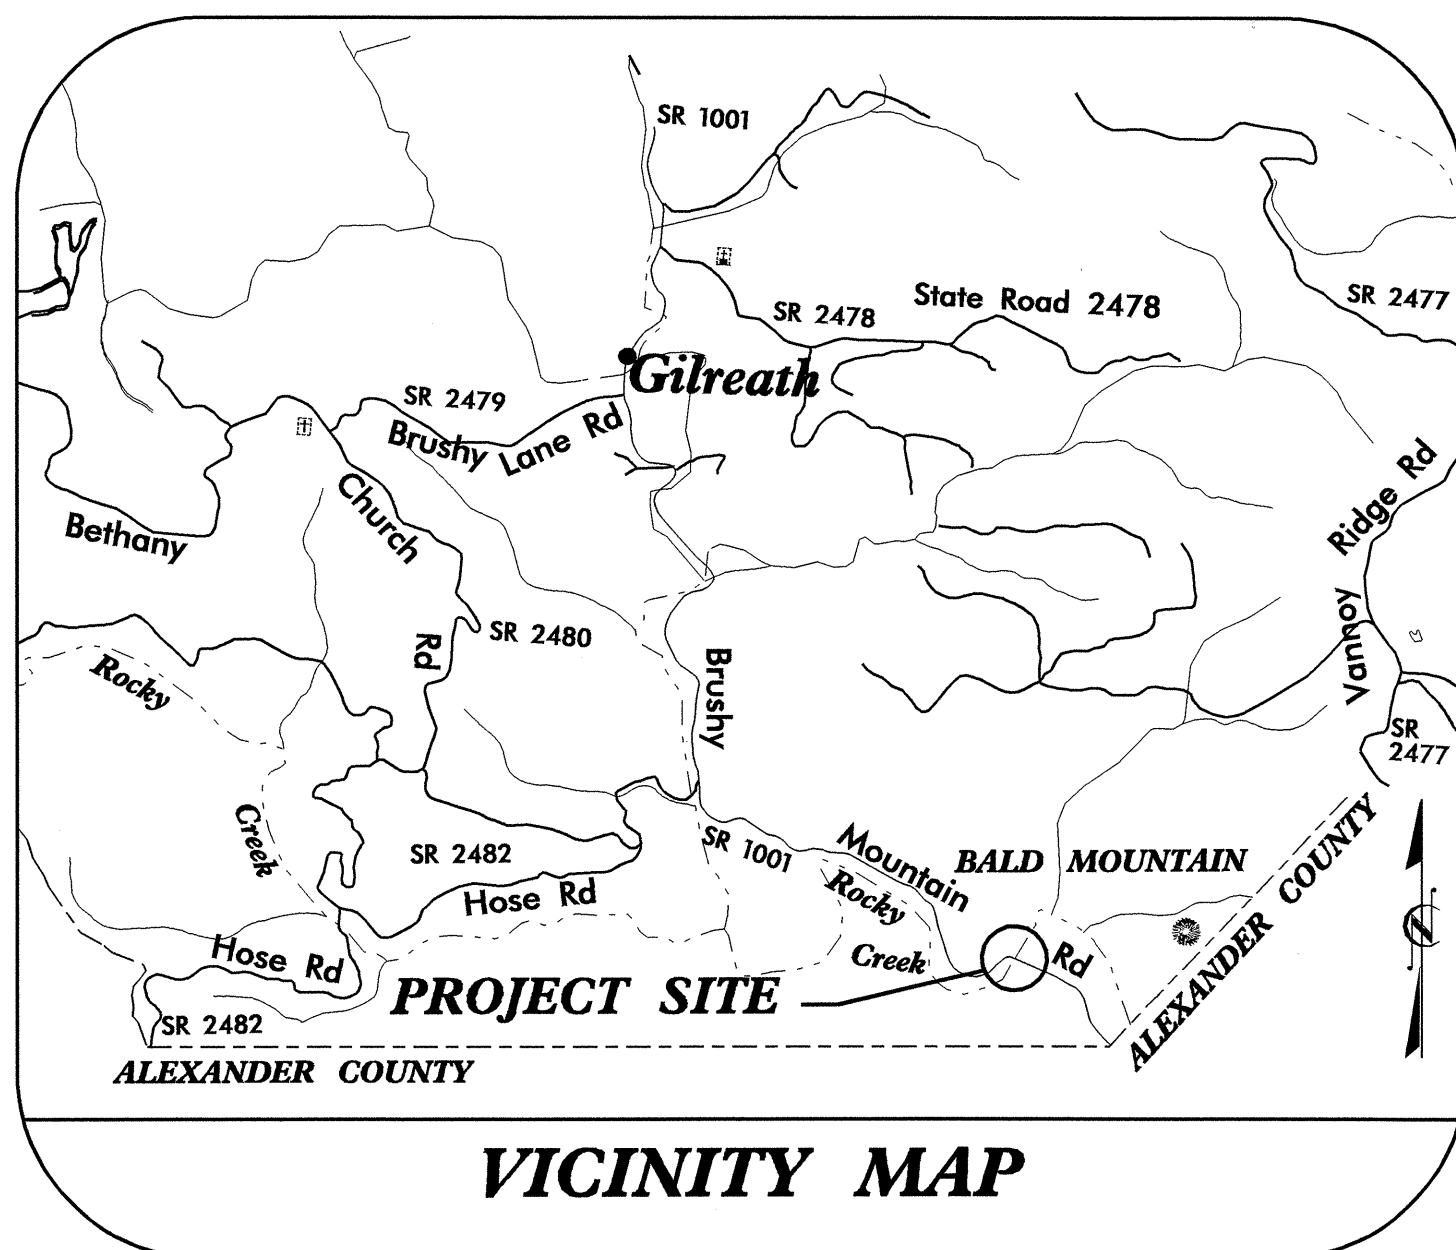 SR 1001
SR 2477
State Road 2478
SR 2478
Gilreath
SR 2479
Brushy Lane Rd
Ridge Rd
Church
Bethany
Vannoy
SR 2480
Rd
Rocky
Brushy
SR
2477
Creek
SR 2482
SR 1001
Mountain
BALD MOUNTAIN
ALEXANDER COUNTY
Rocky
Hose Rd
Hose Rd
Creek
Rd
PROJECT SITE
N
SR 2482
ALEXANDER COUNTY
VICINITY MAP